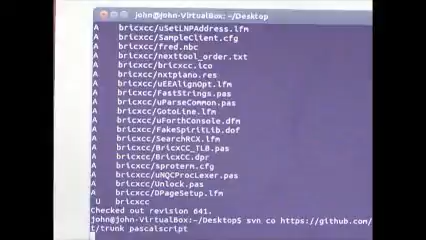 john@john-VirtualBox: ~/Desktop
A bricxcc/uSetLNPAddress.lfm
A bricxcc/SampleClient.cfg
A bricxcc/fred.nbc
A bricxcc/nexttool_order.txt
A bricxcc/bricxcc.ico
A bricxcc/nxtpiano.res
A bricxcc/uEEAlignOpt.lfm
A bricxcc/FastStrings.pas
A bricxcc/uParseCommon.pas
A bricxcc/GotoLine.lfm
A bricxcc/uForthConsole.dfm
A bricxcc/FakeSpiritLib.dof
A bricxcc/SearchRCX.lfm
A bricxcc/BricxCC_TLB.pas
A bricxcc/BricxCC.dpr
A bricxcc/sproterm.cfg
A bricxcc/uNQCProcLexer.pas
A bricxcc/Unlock.pas
A bricxcc/DPageSetup.lfm
U bricxcc
Checked out revision 641.
john@john-VirtualBox:~/Desktop$ svn co https://github.com/
t/trunk pascalscript